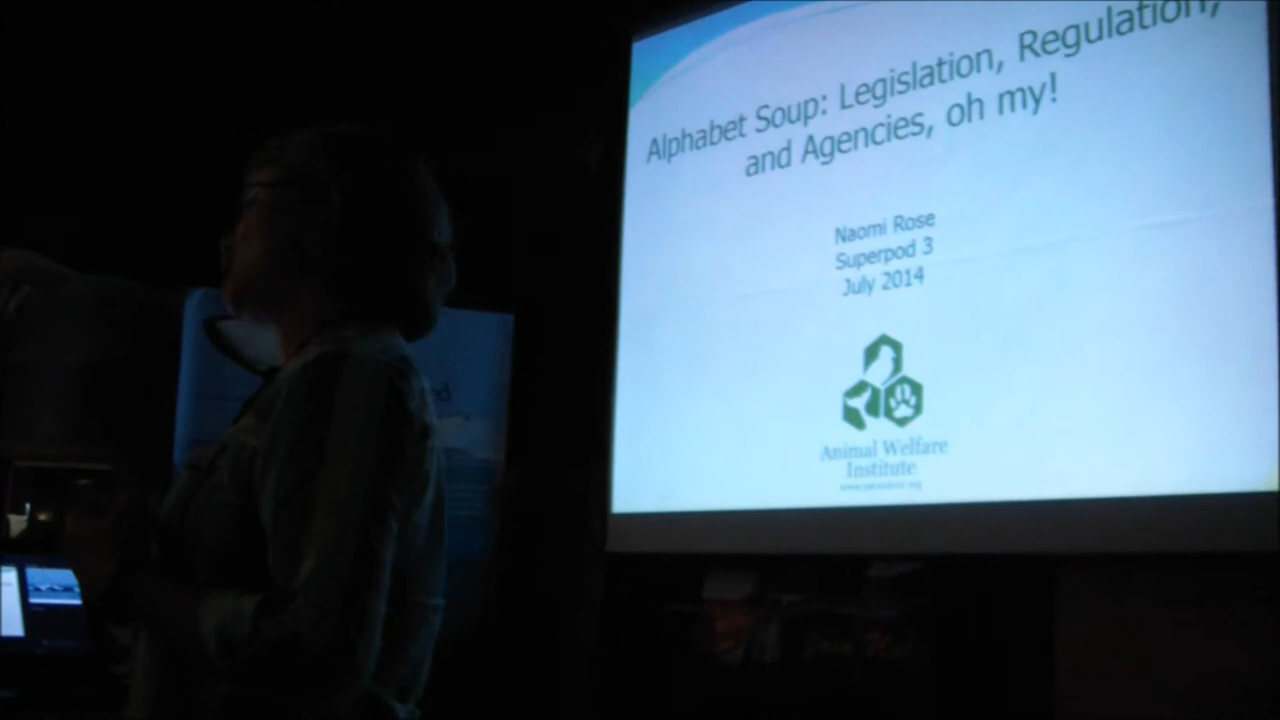 Alphabet Soup: Legislation, Regulation,
and Agencies, oh my!
Naomi Rose
Superpod 3
July 2014
Animal Welfare
Institute